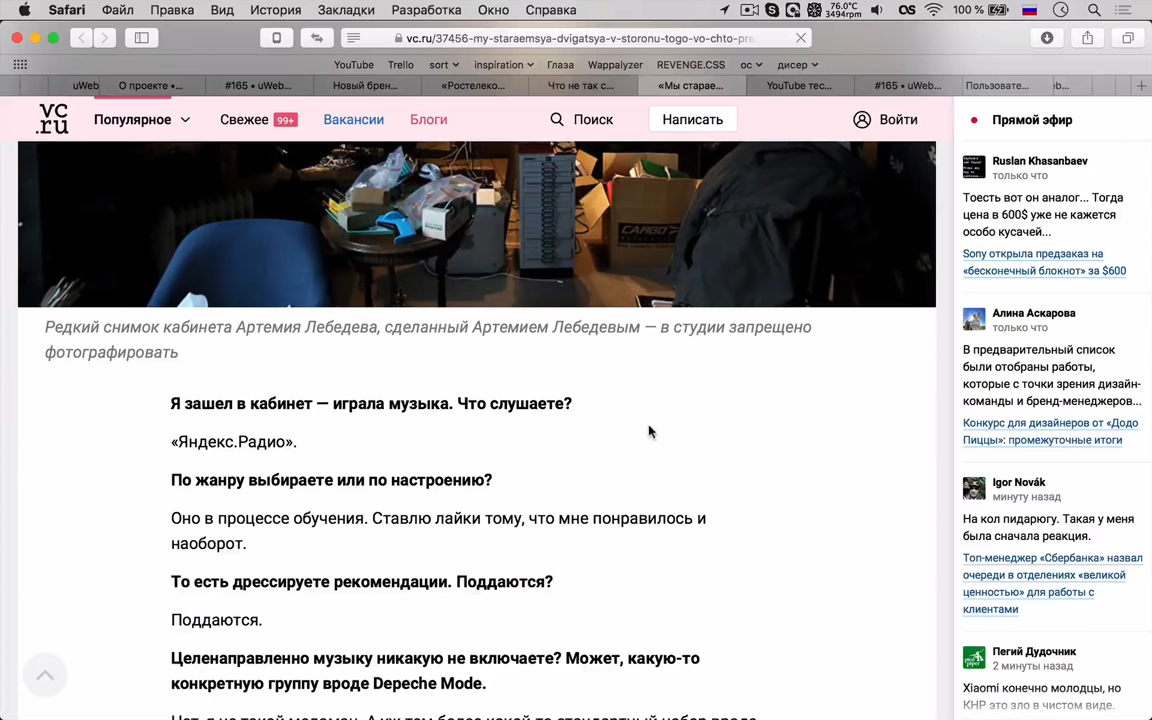 Safari Файл Правка Вид История Закладки Разработка Окно Справка 76.0°C 3494rpm 100 %
vc.ru/37456-my-staraemsya-dvigatsya-v-storonu-togo-vo-chto-pre
YouTube Trello sort inspiration Глаза Wappalyzer REVENGE.CSS ос дисер
uWeb О проекте •... #165 • uWeb... Новый брен... «Ростелеко... Что не так с... «Мы старае... YouTube тес... #165 • uWeb... Пользовате...
vc.ru Популярное Свежее 99+ Вакансии Блоги Поиск Написать Войти
CARGO
Редкий снимок кабинета Артемия Лебедева, сделанный Артемием Лебедевым — в студии запрещено
фотографировать
Я зашел в кабинет — играла музыка. Что слушаете?
«Яндекс.Радио».
По жанру выбираете или по настроению?
Оно в процессе обучения. Ставлю лайки тому, что мне понравилось и
наоборот.
То есть дрессируете рекомендации. Поддаются?
Поддаются.
Целенаправленно музыку никакую не включаете? Может, какую-то
конкретную группу вроде Depeche Mode.
Прямой эфир
Ruslan Khasanbaev
только что
Тоесть вот он аналог... Тогда
цена в 600$ уже не кажется
особо кусачей...
Sony открыла предзаказ на
«бесконечный блокнот» за $600
Алина Аскарова
только что
В предварительный список
были отобраны работы,
которые с точки зрения дизайн-
команды и бренд-менеджеров...
Конкурс для дизайнеров от «Додо
Пиццы»: промежуточные итоги
Igor Novák
минуту назад
На кол пидарюгу. Такая у меня
была сначала реакция.
Топ-менеджер «Сбербанка» назвал
очереди в отделениях «великой
ценностью» для работы с
клиентами
Пегий Дудочник
2 минуты назад
Xiaomi конечно молодцы, но
КНР это зло в чистом виде.